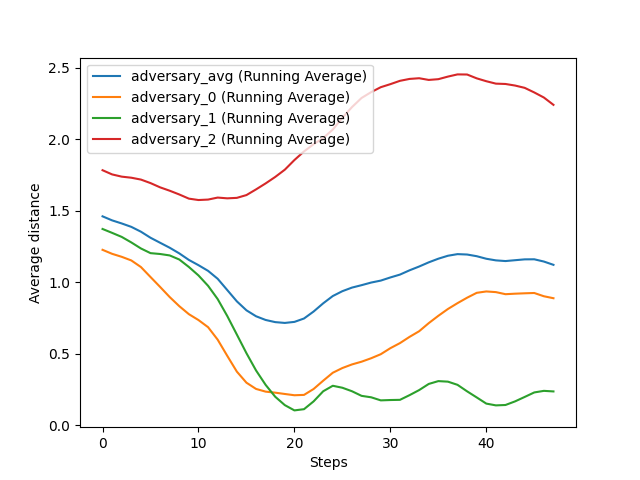 2.5
2.0
1.5
1.0
0.5
0.0
Average distance
adversary_avg (Running Average)
adversary_0 (Running Average)
adversary_1 (Running Average)
adversary_2 (Running Average)
0 10 20 30 40
Steps